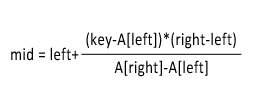 (key-A[left])*(right-left)
mid = left+
A[right]-A[left]